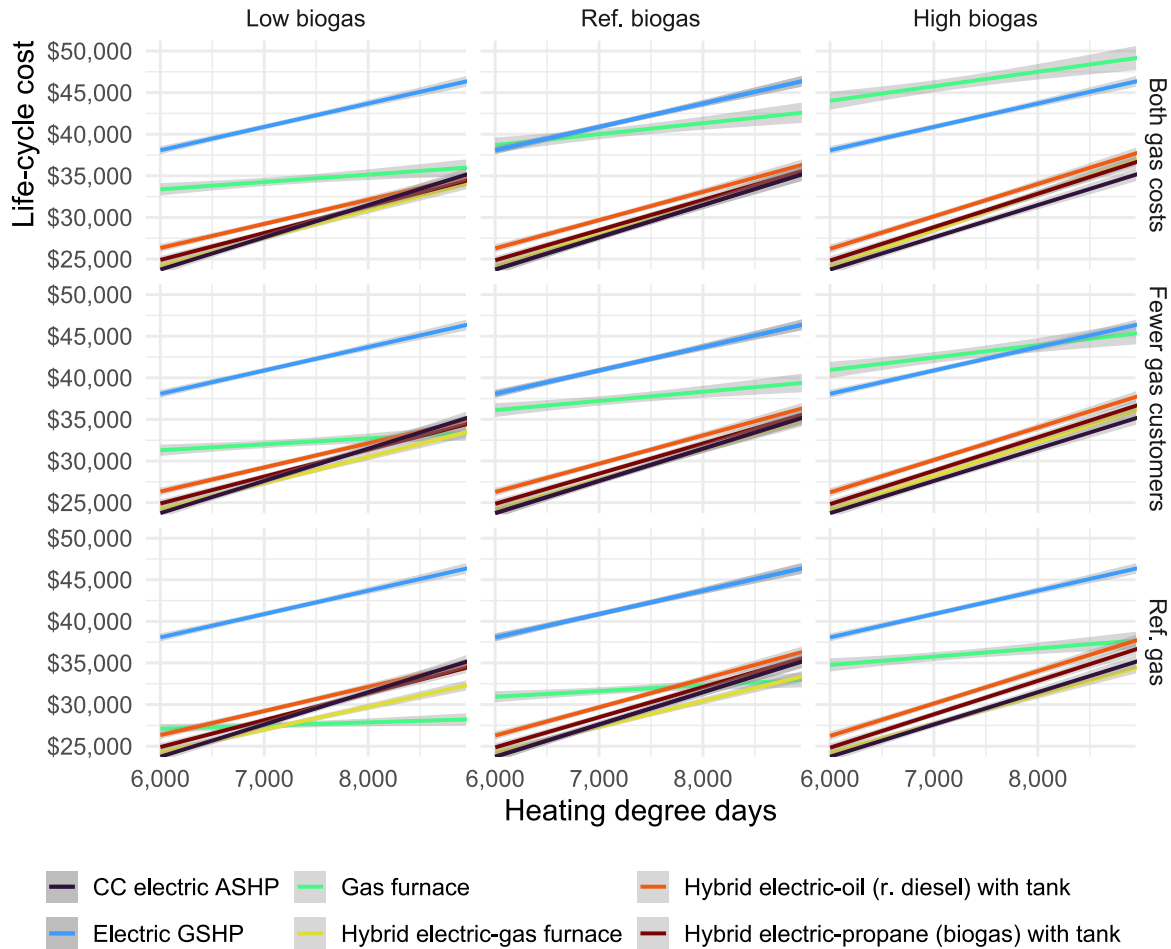 Low biogas
Ref. biogas
High biogas
Life-cycle cost
$50,000
$45,000
$40,000
$35,000
$30,000
$25,000
Both gas costs
$50,000
$45,000
$40,000
$35,000
$30,000
$25,000
Fewer gas customers
$50,000
$45,000
$40,000
$35,000
$30,000
$25,000
Ref. gas
6,000 7,000 8,000 6,000 7,000 8,000 6,000 7,000 8,000
Heating degree days
CC electric ASHP
Gas furnace
Hybrid electric-oil (r. diesel) with tank
Electric GSHP
Hybrid electric-gas furnace
Hybrid electric-propane (biogas) with tank